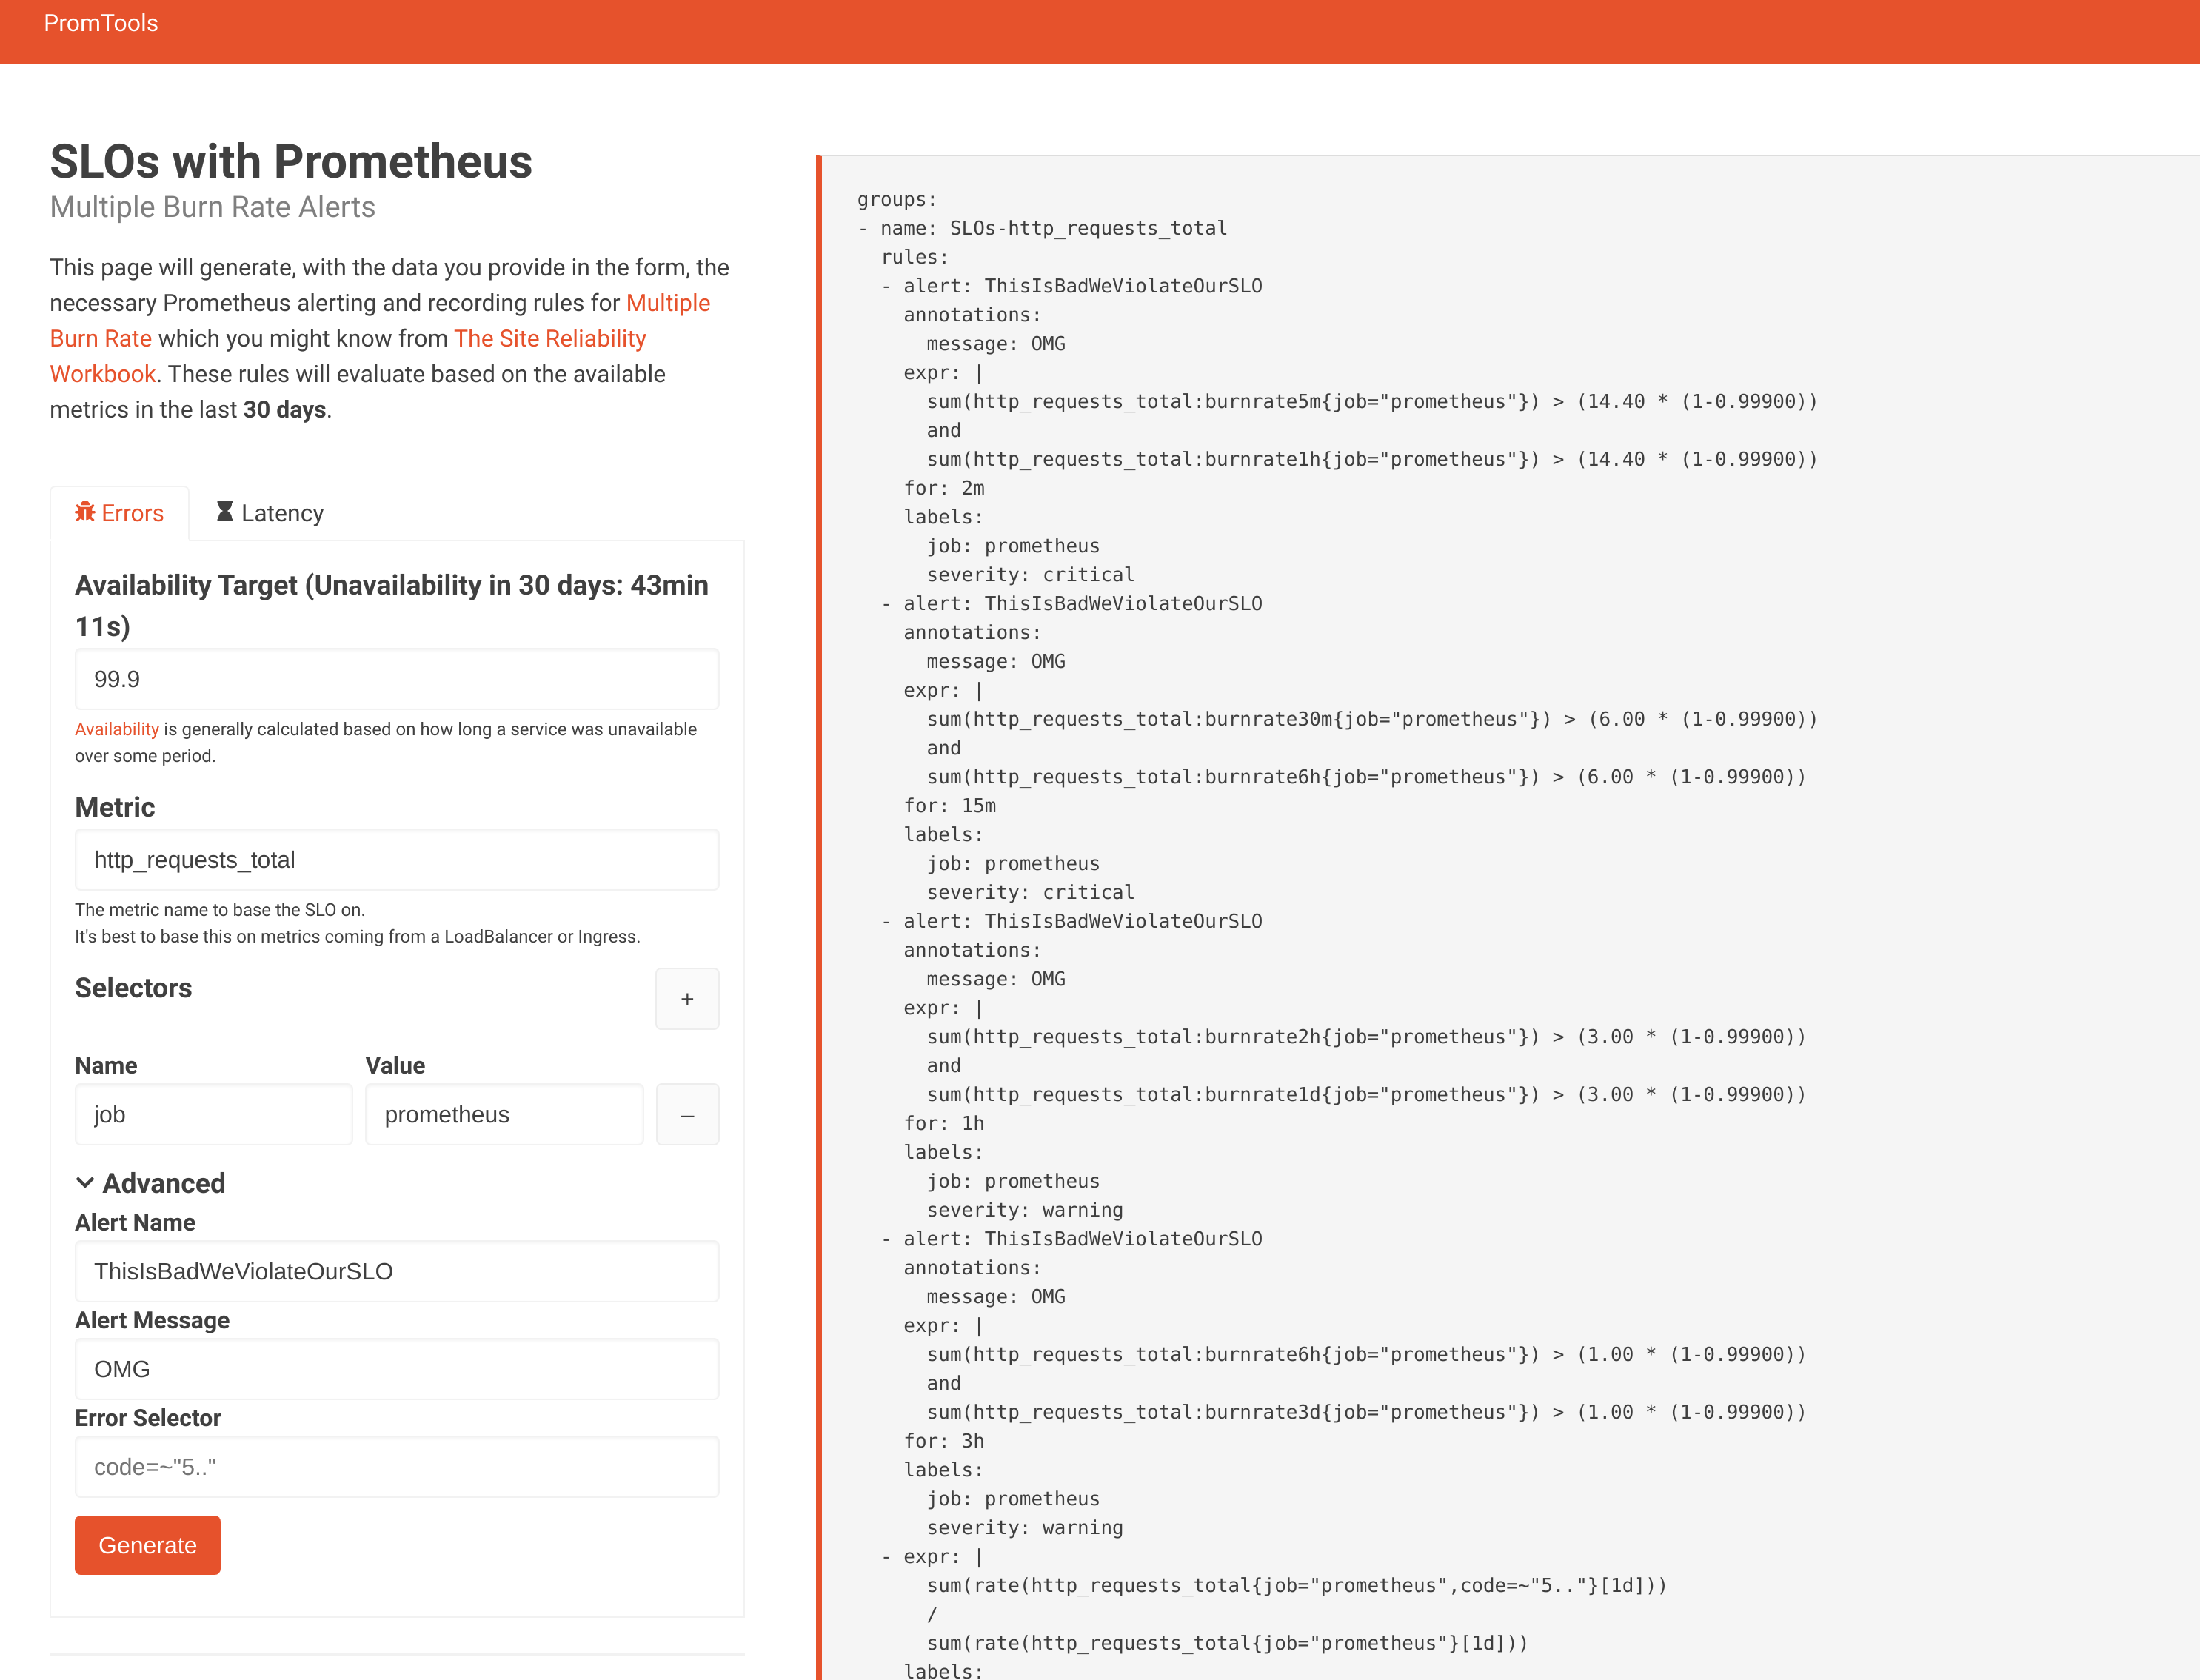 PromTools
SLOs with Prometheus
Multiple Burn Rate Alerts
This page will generate, with the data you provide in the form, the
necessary Prometheus alerting and recording rules for Multiple
Burn Rate which you might know from The Site Reliability
Workbook. These rules will evaluate based on the available
metrics in the last 30 days.
Errors
Latency
Availability Target (Unavailability in 30 days: 43min
11s)
99.9
Availability is generally calculated based on how long a service was unavailable
over some period.
Metric
http_requests_total
The metric name to base the SLO on.
It's best to base this on metrics coming from a LoadBalancer or Ingress.
Selectors
+
Name Value
job prometheus –
Advanced
Alert Name
ThisIsBadWeViolateOurSLO
Alert Message
OMG
Error Selector
code=~"5.."
Generate
groups:
- name: SLOs-http_requests_total
rules:
- alert: ThisIsBadWeViolateOurSLO
annotations:
message: OMG
expr: |
sum(http_requests_total:burnrate5m{job="prometheus"}) > (14.40 * (1-0.99900))
and
sum(http_requests_total:burnrate1h{job="prometheus"}) > (14.40 * (1-0.99900))
for: 2m
labels:
job: prometheus
severity: critical
- alert: ThisIsBadWeViolateOurSLO
annotations:
message: OMG
expr: |
sum(http_requests_total:burnrate30m{job="prometheus"}) > (6.00 * (1-0.99900))
and
sum(http_requests_total:burnrate6h{job="prometheus"}) > (6.00 * (1-0.99900))
for: 15m
labels:
job: prometheus
severity: critical
- alert: ThisIsBadWeViolateOurSLO
annotations:
message: OMG
expr: |
sum(http_requests_total:burnrate2h{job="prometheus"}) > (3.00 * (1-0.99900))
and
sum(http_requests_total:burnrate1d{job="prometheus"}) > (3.00 * (1-0.99900))
for: 1h
labels:
job: prometheus
severity: warning
- alert: ThisIsBadWeViolateOurSLO
annotations:
message: OMG
expr: |
sum(http_requests_total:burnrate6h{job="prometheus"}) > (1.00 * (1-0.99900))
and
sum(http_requests_total:burnrate3d{job="prometheus"}) > (1.00 * (1-0.99900))
for: 3h
labels:
job: prometheus
severity: warning
- expr: |
sum(rate(http_requests_total{job="prometheus",code=~"5.."}[1d]))
/
sum(rate(http_requests_total{job="prometheus"}[1d]))
labels: